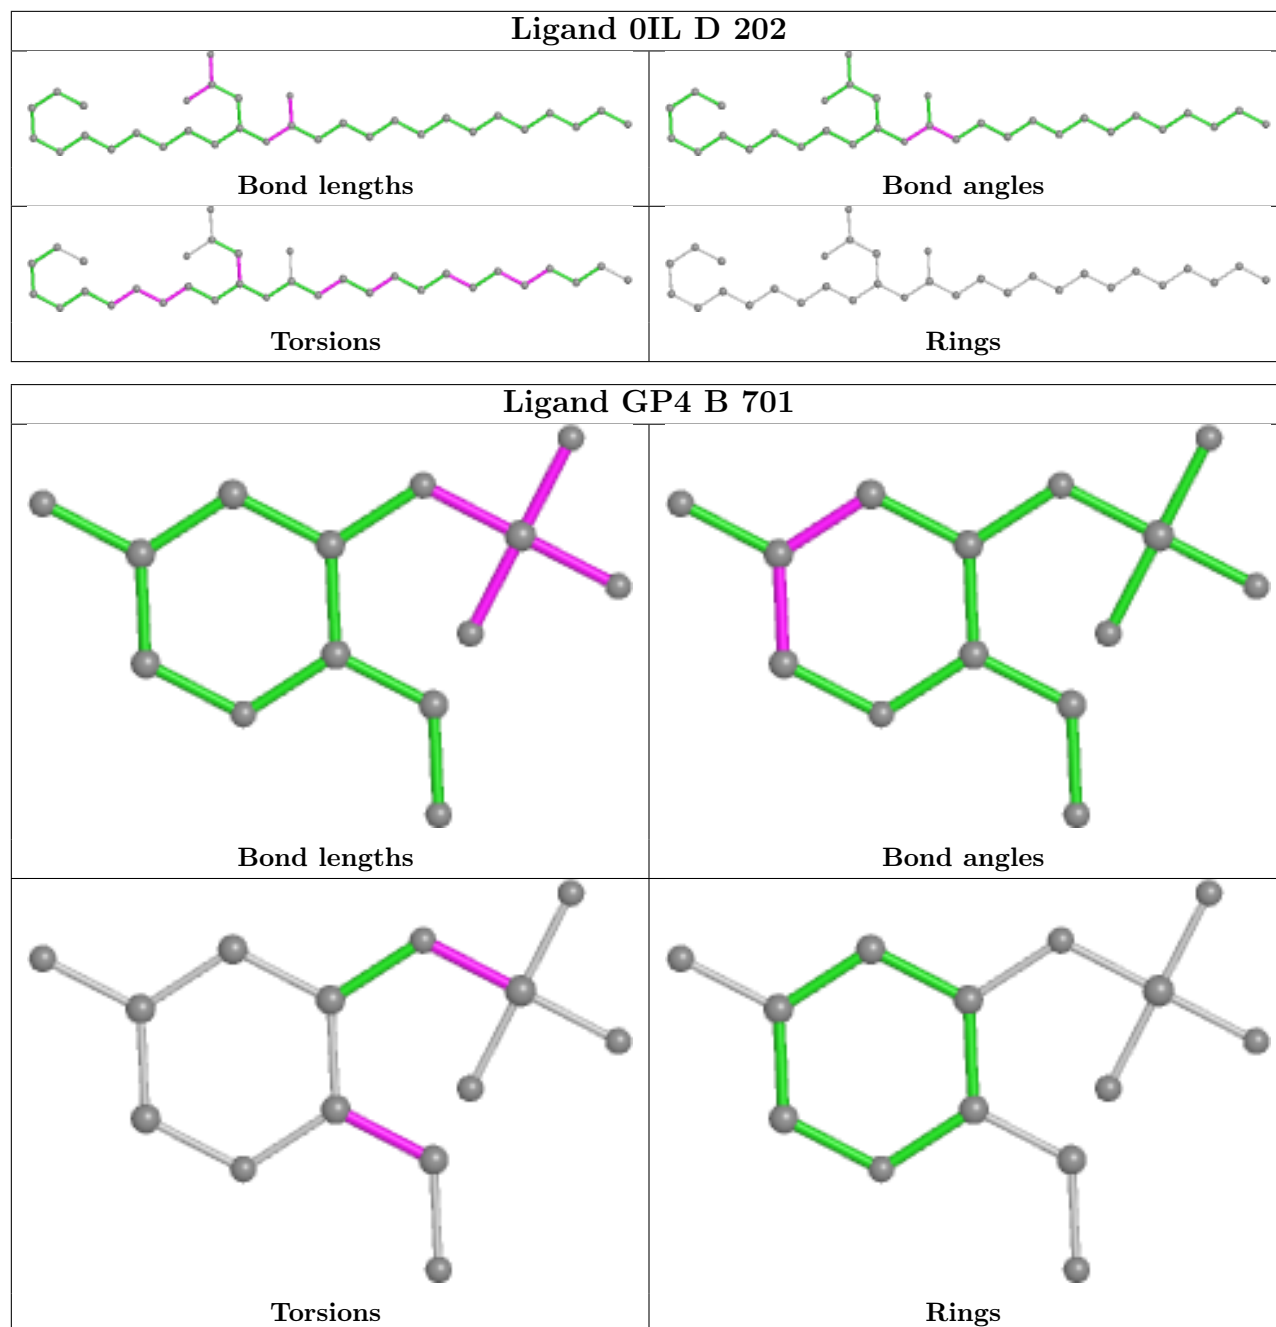 Ligand 0IL D 202
Bond lengths
Bond angles
Torsions
Rings
Ligand GP4 B 701
Bond lengths
Bond angles
Torsions
Rings